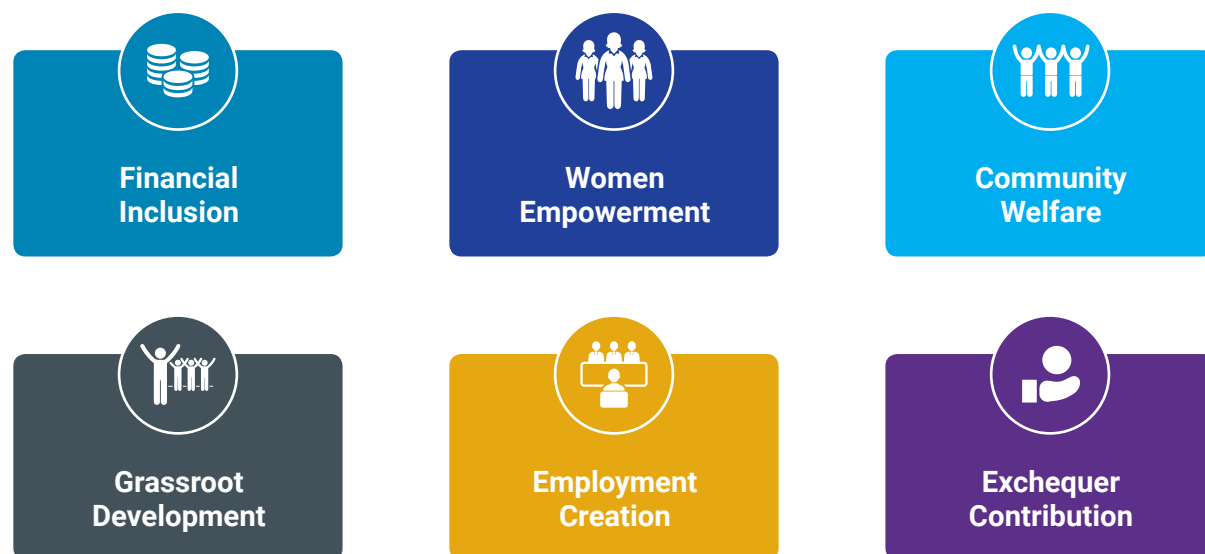 Financial
Inclusion
Women
Empowerment
Community
Welfare
Grassroot
Development
Employment
Creation
Exchequer
Contribution